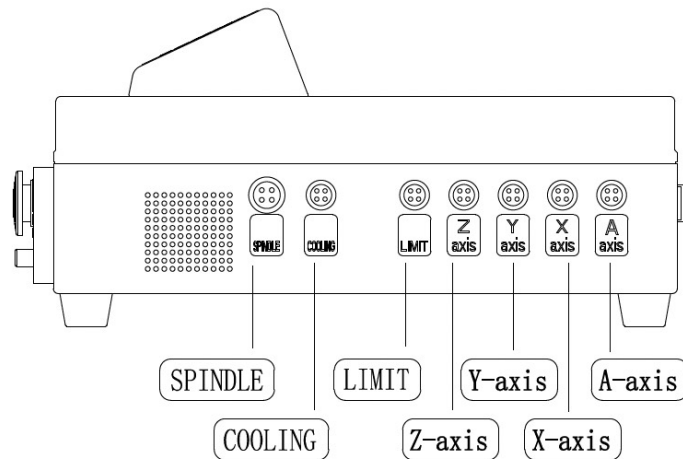 SPINDLE
COOLING
LIMIT
Z
axis
Y
axis
X
axis
A
axis
SPINDLE
LIMIT
Y-axis
A-axis
COOLING
Z-axis
X-axis